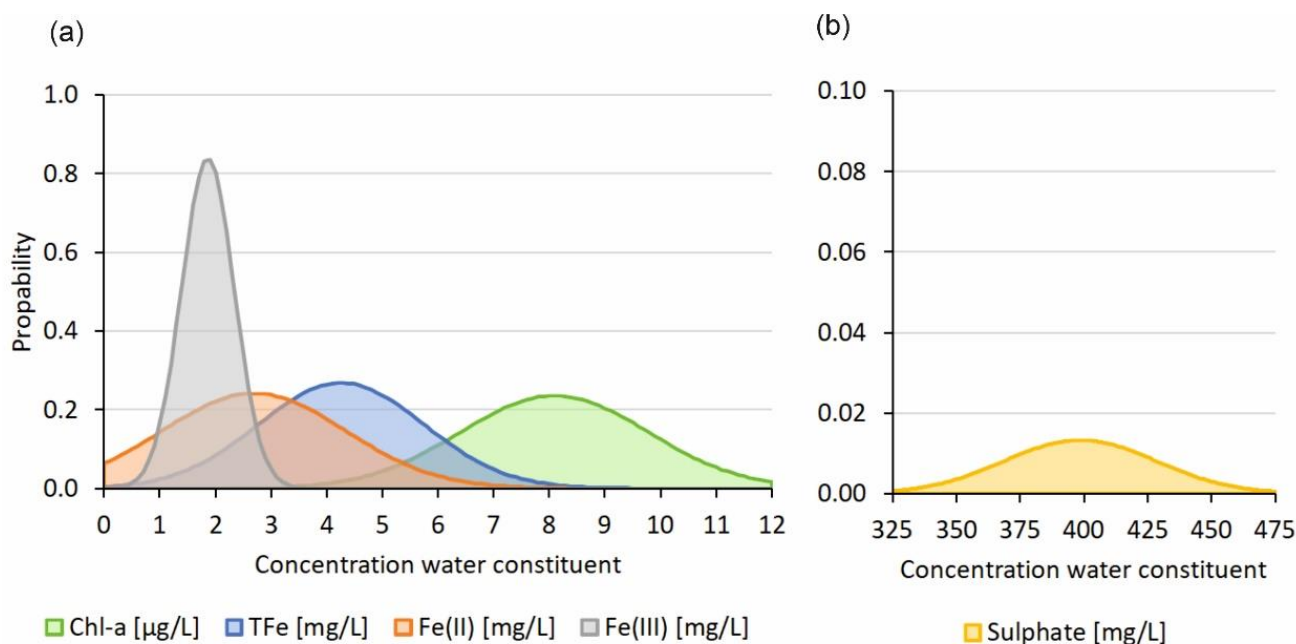 (a)
1.0
0.8
0.6
0.4
0.2
0.0
Propability
0 1 2 3 4 5 6 7 8 9 10 11 12
Concentration water constituent
Chl-a [µg/L] TFe [mg/L] Fe(II) [mg/L] Fe(III) [mg/L]
(b)
0.10
0.08
0.06
0.04
0.02
0.00
325 350 375 400 425 450 475
Concentration water constituent
Sulphate [mg/L]